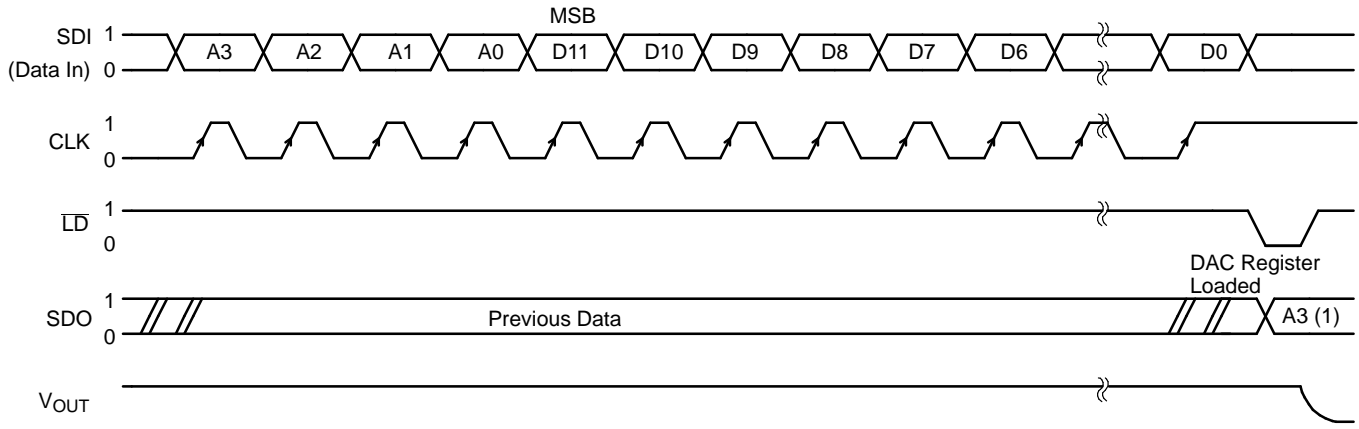 MSB
SDI 1 A3 A2 A1 A0 D11 D10 D9 D8 D7 D6 D0
(Data In) 0
CLK 1
0
LD 1
0
DAC Register
Loaded
SDO 1
0 Previous Data A3 (1)
VOUT